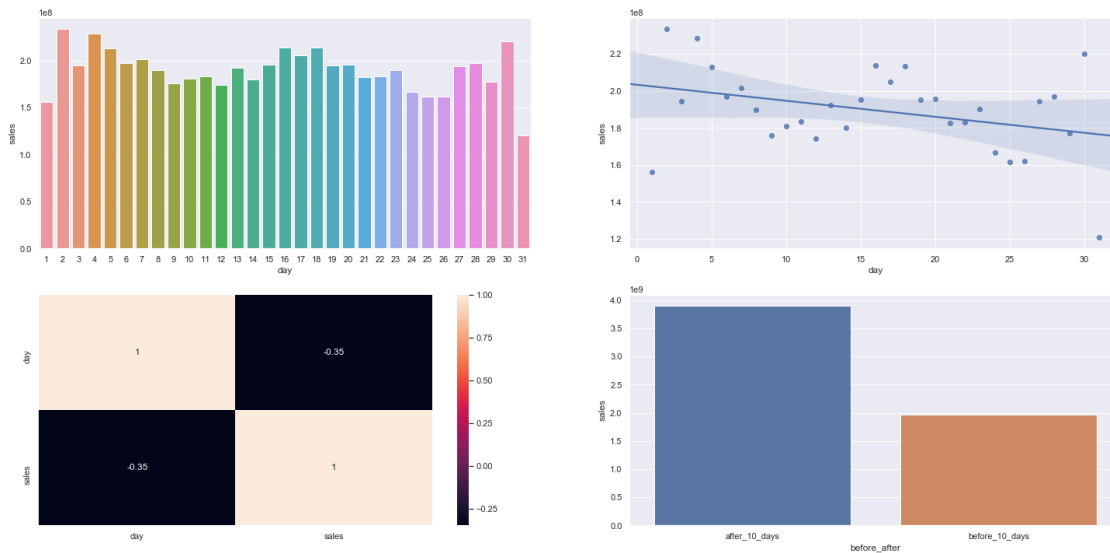 1e8
sales
2.0
1.5
1.0
0.5
0.0
1 2 3 4 5 6 7 8 9 10 11 12 13 14 15 16 17 18 19 20 21 22 23 24 25 26 27 28 29 30 31
day
1e8
sales
2.2
2.0
1.8
1.6
1.4
1.2
0 5 10 15 20 25 30
day
day
sales
1
-0.35
-0.35
1
day sales
1.00
0.75
0.50
0.25
0.00
-0.25
1e9
sales
4.0
3.5
3.0
2.5
2.0
1.5
1.0
0.5
0.0
after_10_days before_10_days
before_after